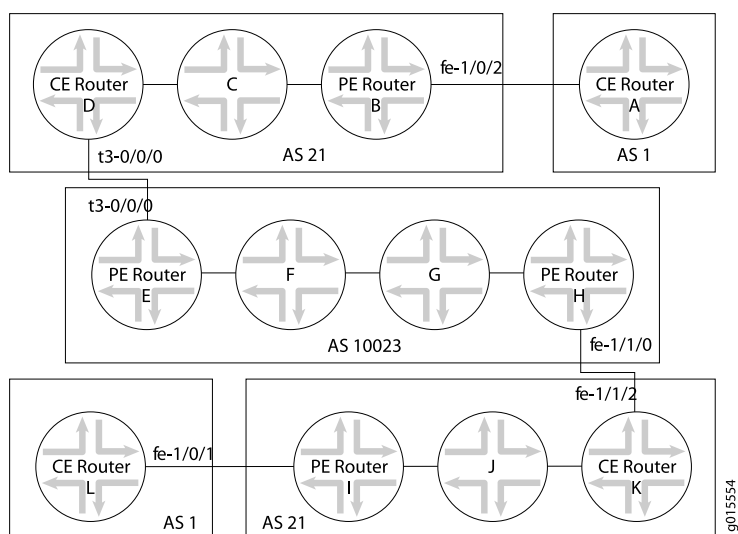 fe-1/0/2
CE Router
D
C
PE Router
B
CE Router
A
AS 21
AS 1
t3-0/0/0
t3-0/0/0
PE Router
E
F
G
PE Router
H
AS 10023
fe-1/1/0
fe-1/1/2
CE Router
L
fe-1/0/1
PE Router
I
J
CE Router
K
AS 1
AS 21
g015554